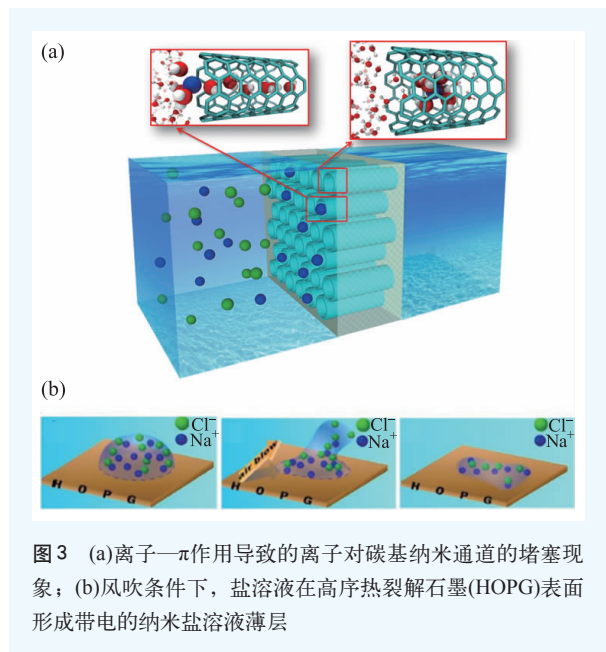 (a)
(b)
Cl⁻
Na⁺
H O P G
Cl⁻
Na⁺
air blow
H O P G
Cl⁻
Na⁺
H O P G
图3 (a)离子—π作用导致的离子对碳基纳米通道的堵塞现
象；(b)风吹条件下，盐溶液在高序热裂解石墨(HOPG)表面
形成带电的纳米盐溶液薄层